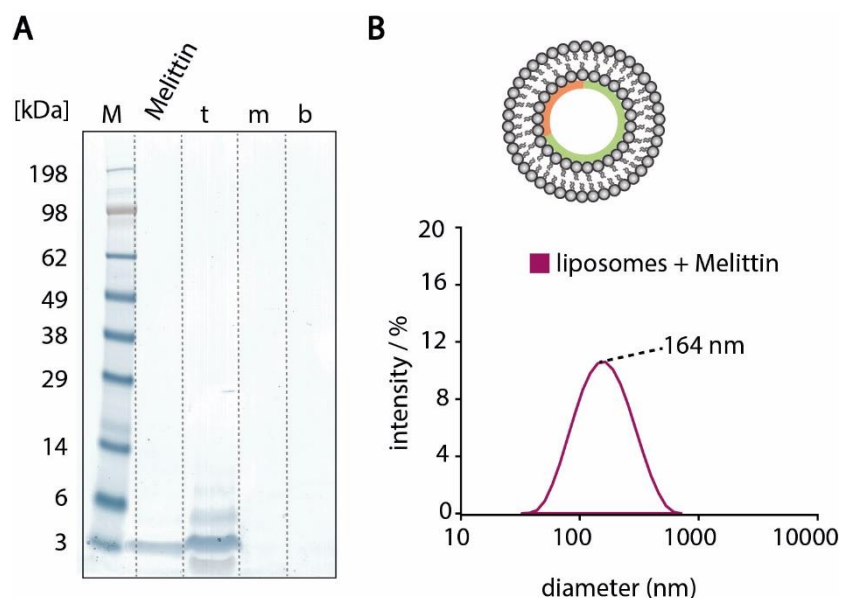 A
[kDa] M Melittin t m b
198
98
62
49
38
29
14
6
3
B
20
16
12
8
4
0
intensity / %
liposomes + Melittin
164 nm
10 100 1000 10000
diameter (nm)